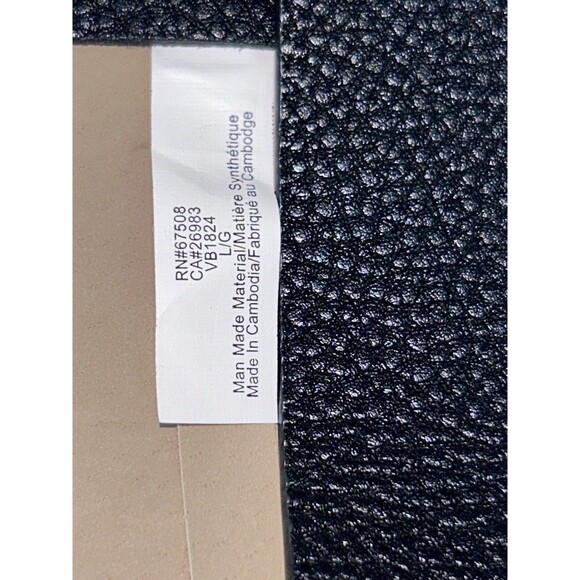 RN#67508
CA#26983
VB1824
L/G
Man Made Material/Matière Synthétique
Made In Cambodia/Fabriqué au Cambodge